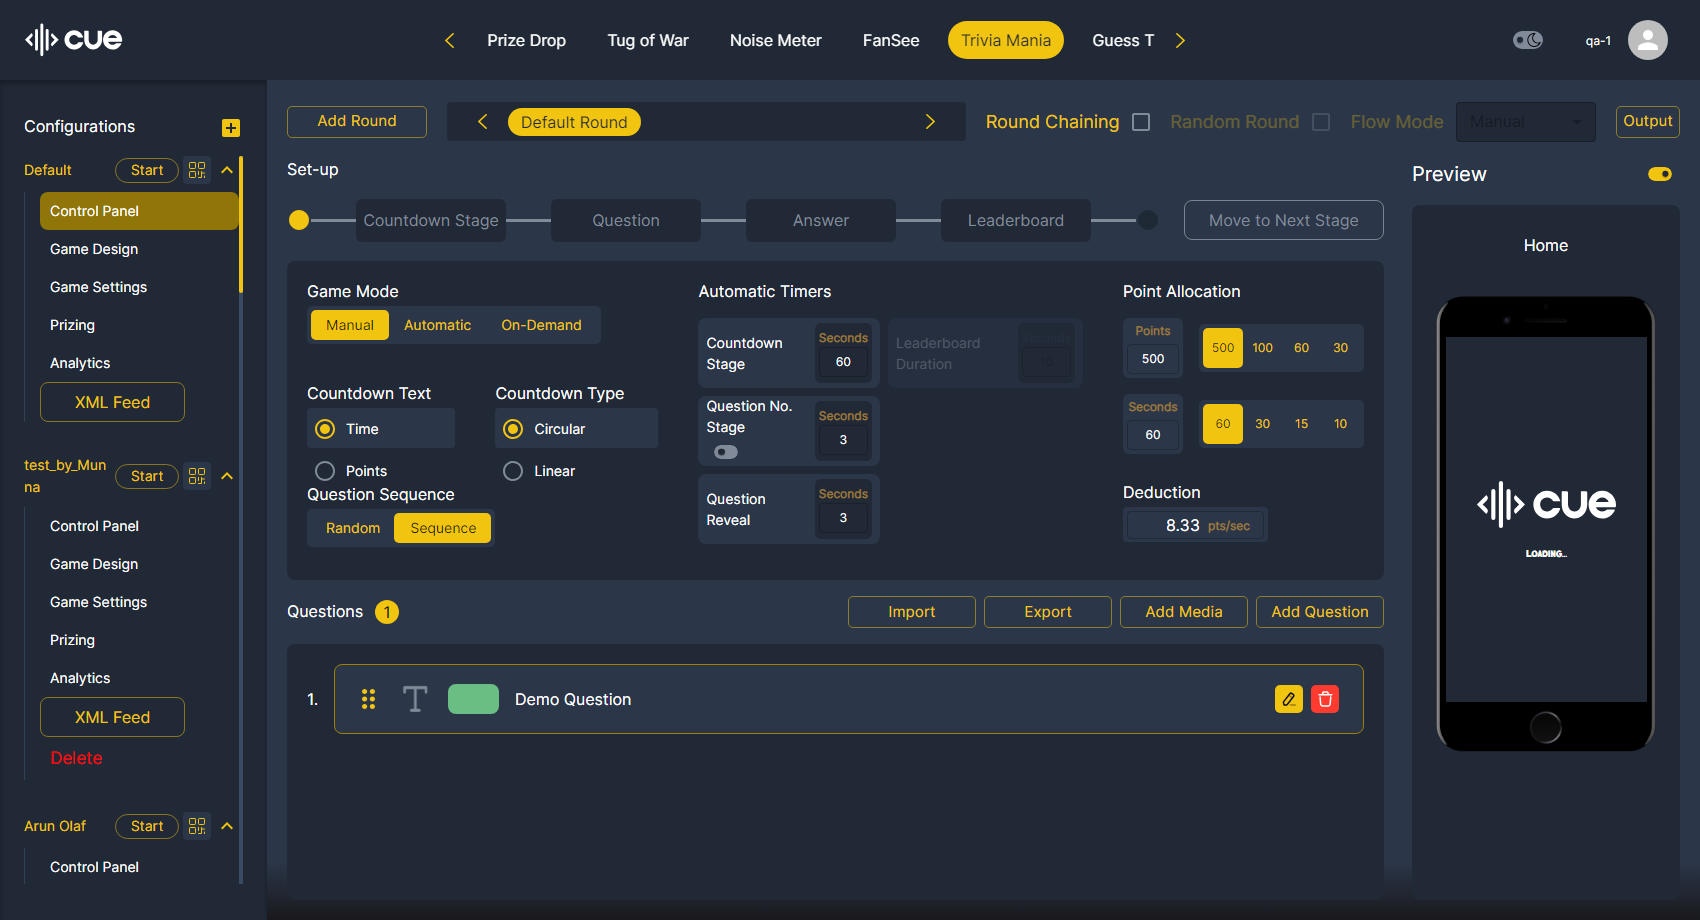 cue
Prize Drop
Tug of War
Noise Meter
FanSee
Trivia Mania
Guess T
qa-1
Configurations
Default
Start
Control Panel
Game Design
Game Settings
Prizing
Analytics
XML Feed
test_by_Mun
na
Start
Control Panel
Game Design
Game Settings
Prizing
Analytics
XML Feed
Delete
Arun Olaf
Start
Control Panel
Add Round
Default Round
Round Chaining
Random Round
Flow Mode
Manual
Output
Set-up
Countdown Stage
Question
Answer
Leaderboard
Move to Next Stage
Game Mode
Manual
Automatic
On-Demand
Countdown Text
Time
Points
Countdown Type
Circular
Linear
Question Sequence
Random
Sequence
Automatic Timers
Countdown
Stage
Seconds
60
Leaderboard
Duration
Seconds
10
Question No.
Stage
Seconds
3
Question
Reveal
Seconds
3
Point Allocation
Points
500
500
100
60
30
Seconds
60
60
30
15
10
Deduction
8.33 pts/sec
Questions 1
Import
Export
Add Media
Add Question
1.
Demo Question
Preview
Home
cue
LOADING...